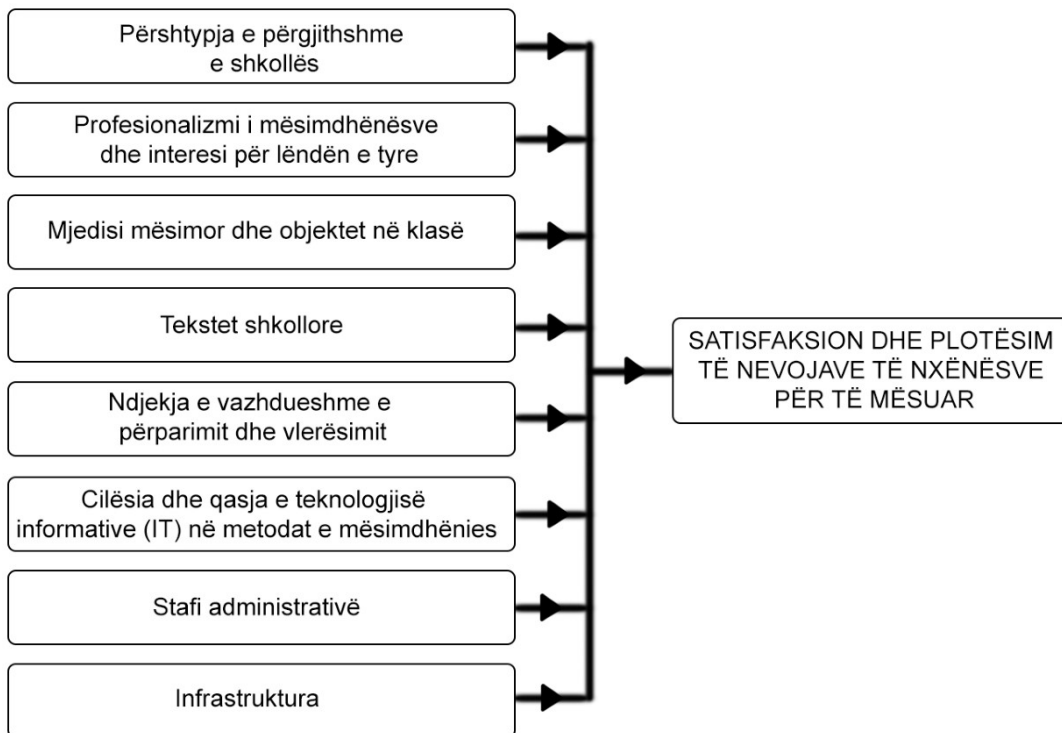 Përshtypja e përgjithshme
e shkollës
Profesionalizmi i mësimdhënësve
dhe interesi për lëndën e tyre
Mjedisi mësimor dhe objektet në klasë
Tekstet shkollore
Ndjekja e vazhdueshme e
përparimit dhe vlerësimit
Cilësia dhe qasja e teknologjisë
informative (IT) në metodat e mësimdhënies
Stafi administrativë
Infrastruktura
SATISFAKSION DHE PLOTËSIM
TË NEVOJAVE TË NXËNËSVE
PËR TË MËSUAR